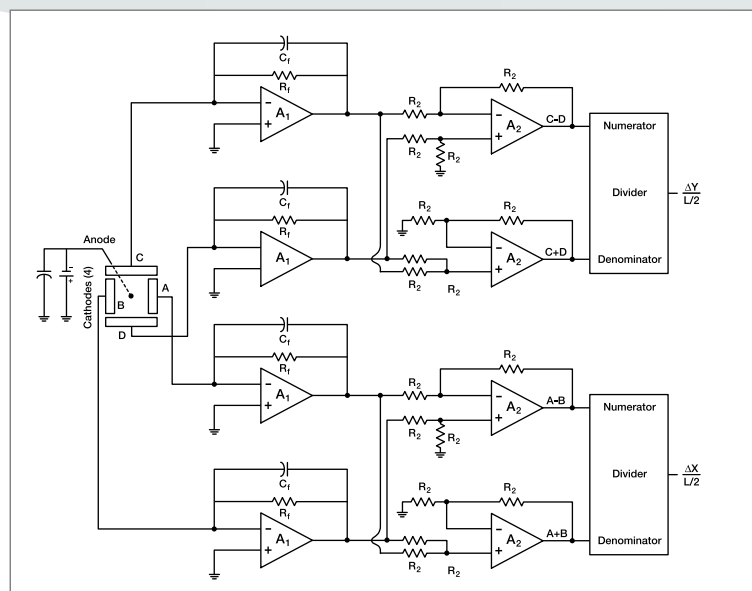 Cf
Rf
−
+
A1
R2
R2
R2
R2
−
+
A2
C−D
Numerator
Divider
Denominator
ΔY
L/2
Cf
Rf
−
+
A1
R2
R2
R2
R2
R2
−
+
A2
C+D
Anode
Cathodes (4)
−
+
C
B
A
D
Cf
Rf
−
+
A1
R2
R2
R2
R2
−
+
A2
A−B
Numerator
Divider
Denominator
ΔX
L/2
Cf
Rf
−
+
A1
R2
R2
R2
R2
R2
−
+
A2
A+B